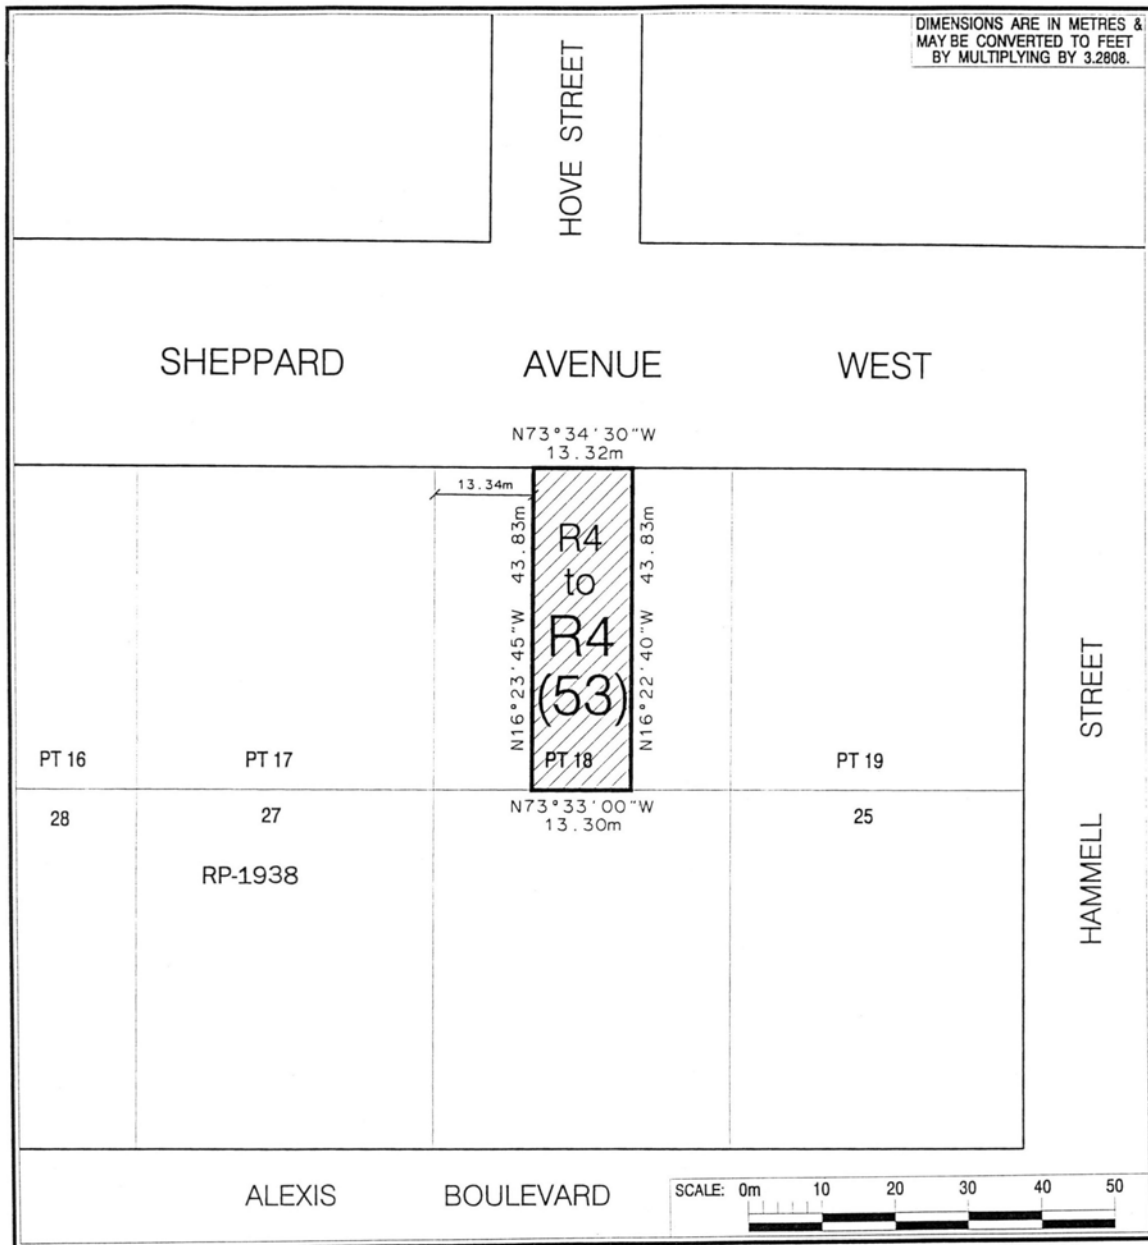 DIMENSIONS ARE IN METRES &
MAY BE CONVERTED TO FEET
BY MULTIPLYING BY 3.2808.
HOVE STREET
SHEPPARD AVENUE WEST
N73°34'30"W
13.32m
13.34m
N16°23'45"W 43.83m
R4
to
R4
(53)
PT 18
N16°22'40"W 43.83m
PT 16
PT 17
PT 19
N73°33'00"W
13.30m
28
27
25
RP-1938
HAMMELL STREET
ALEXIS BOULEVARD
SCALE: 0m 10 20 30 40 50